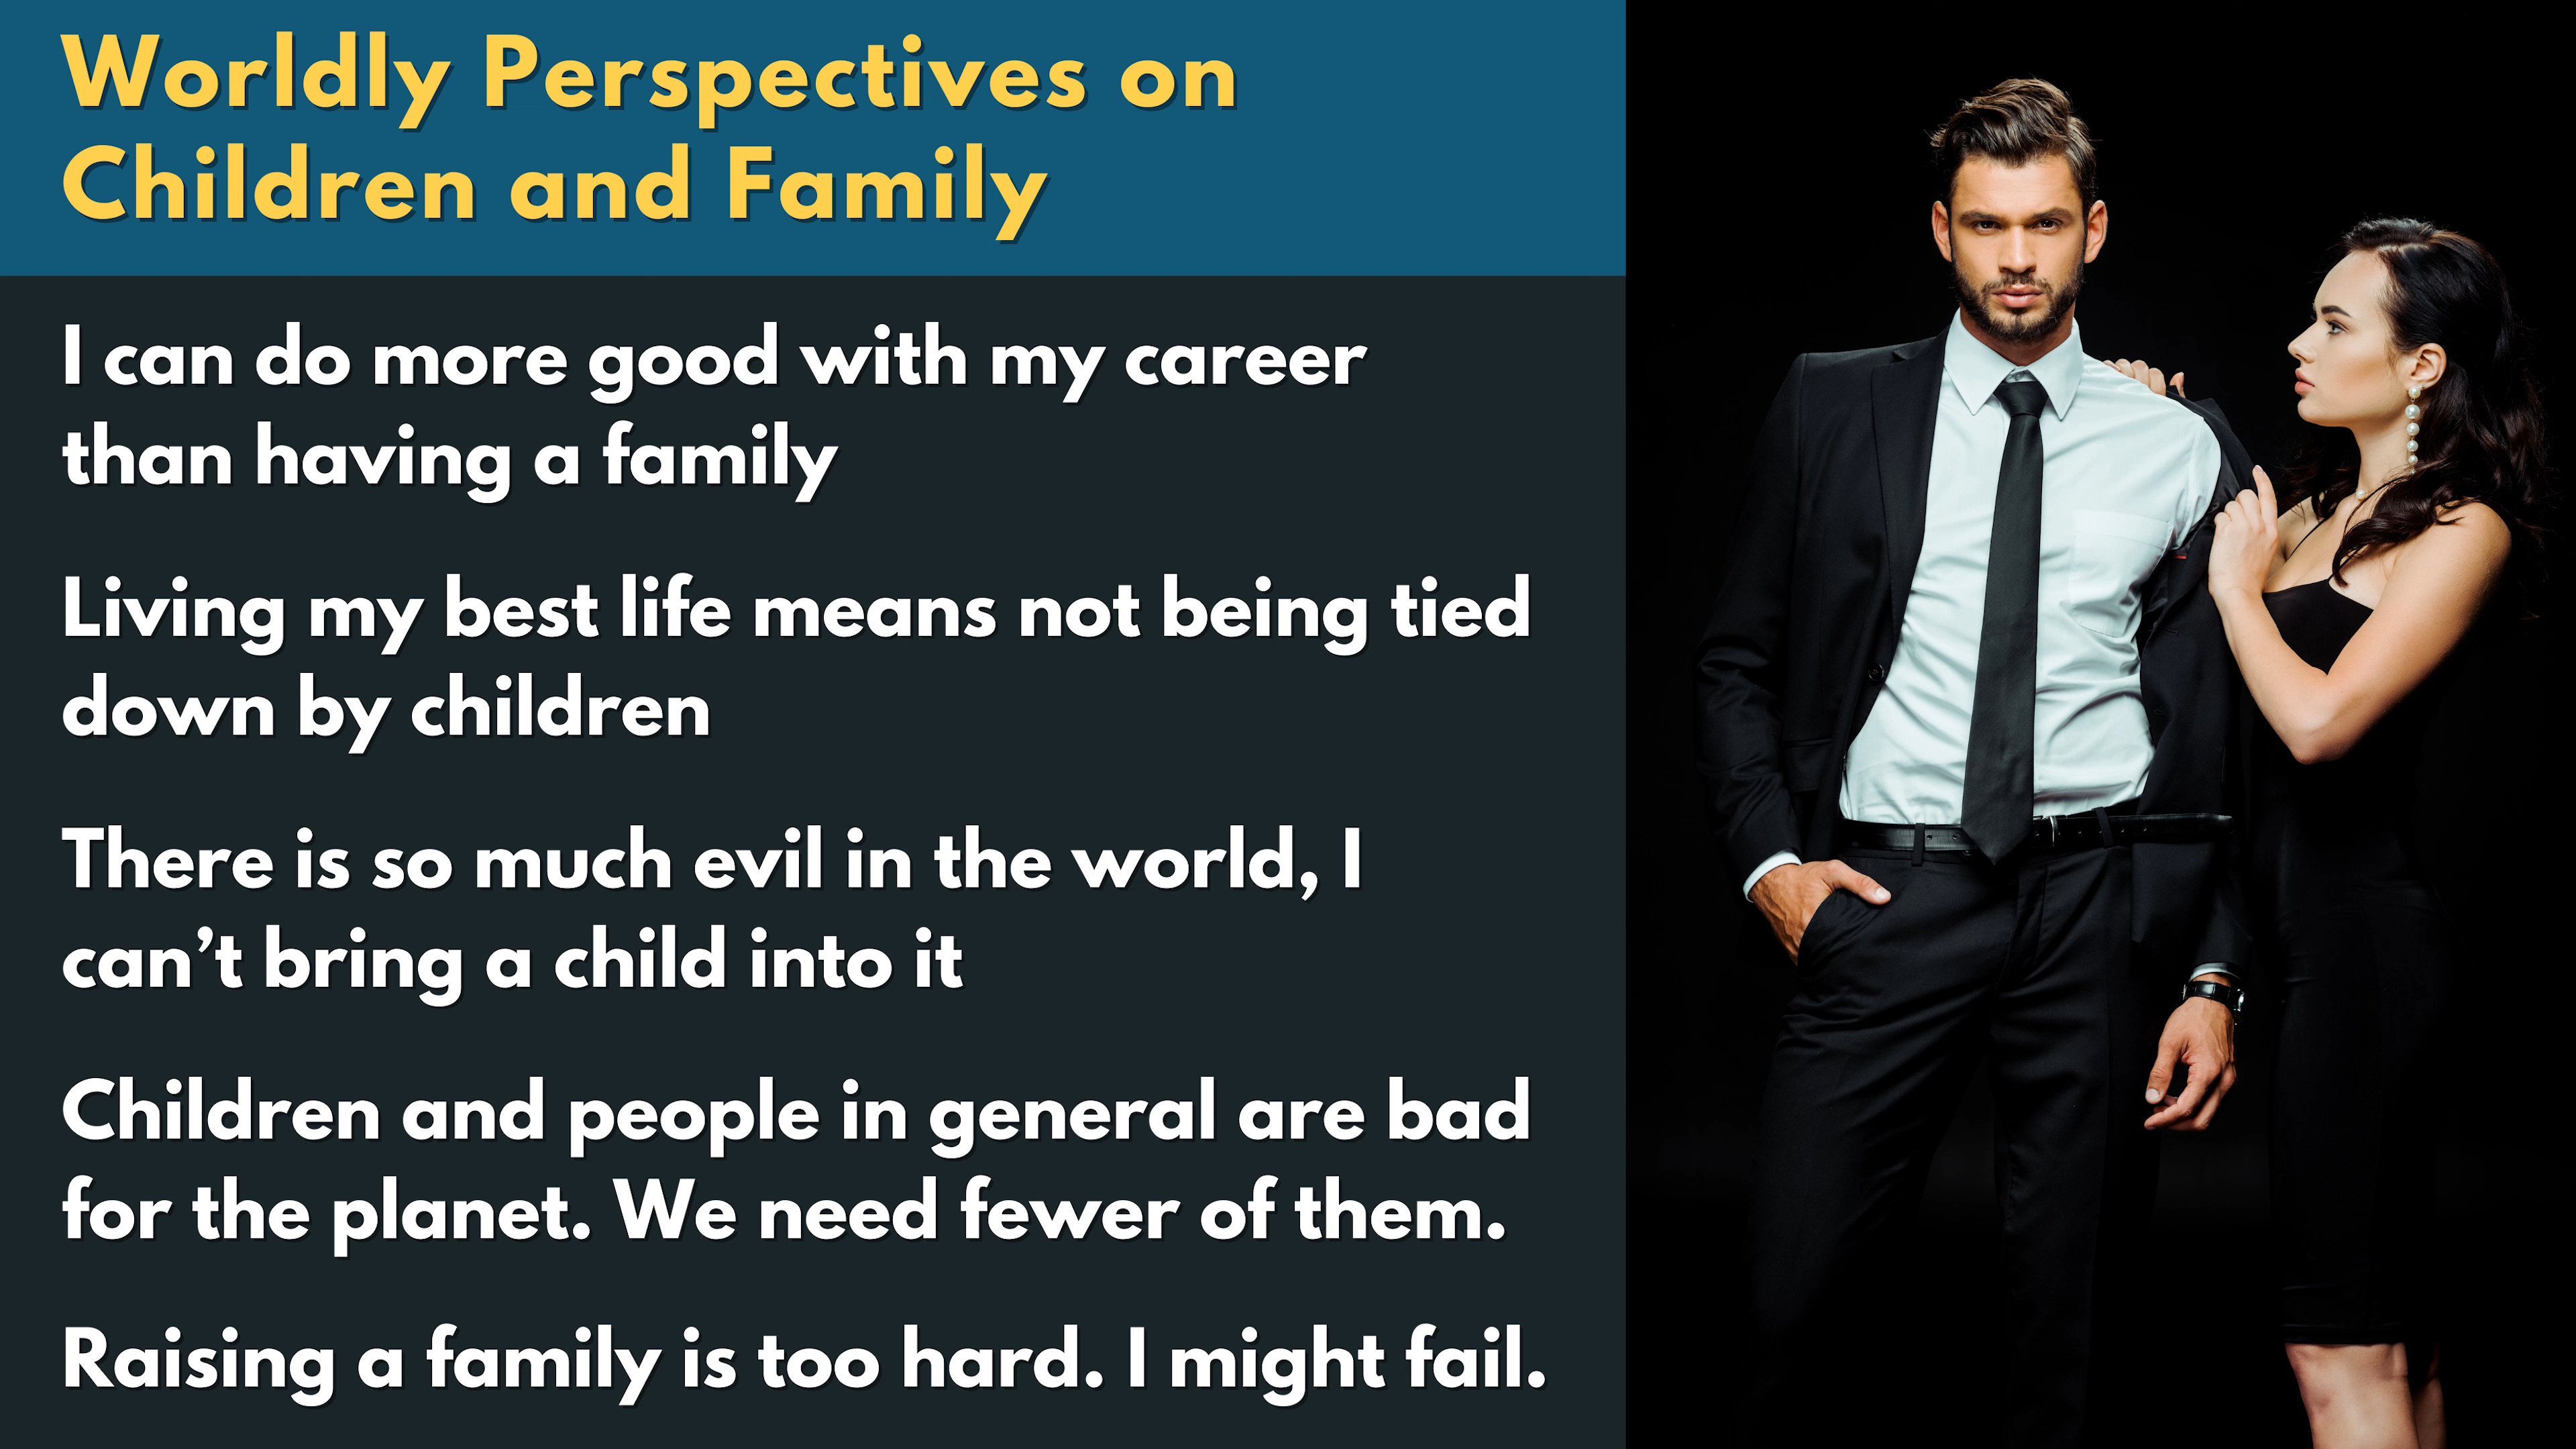 Worldly Perspectives on
Children and Family
I can do more good with my career
than having a family
Living my best life means not being tied
down by children
There is so much evil in the world, I
can’t bring a child into it
Children and people in general are bad
for the planet. We need fewer of them.
Raising a family is too hard. I might fail.